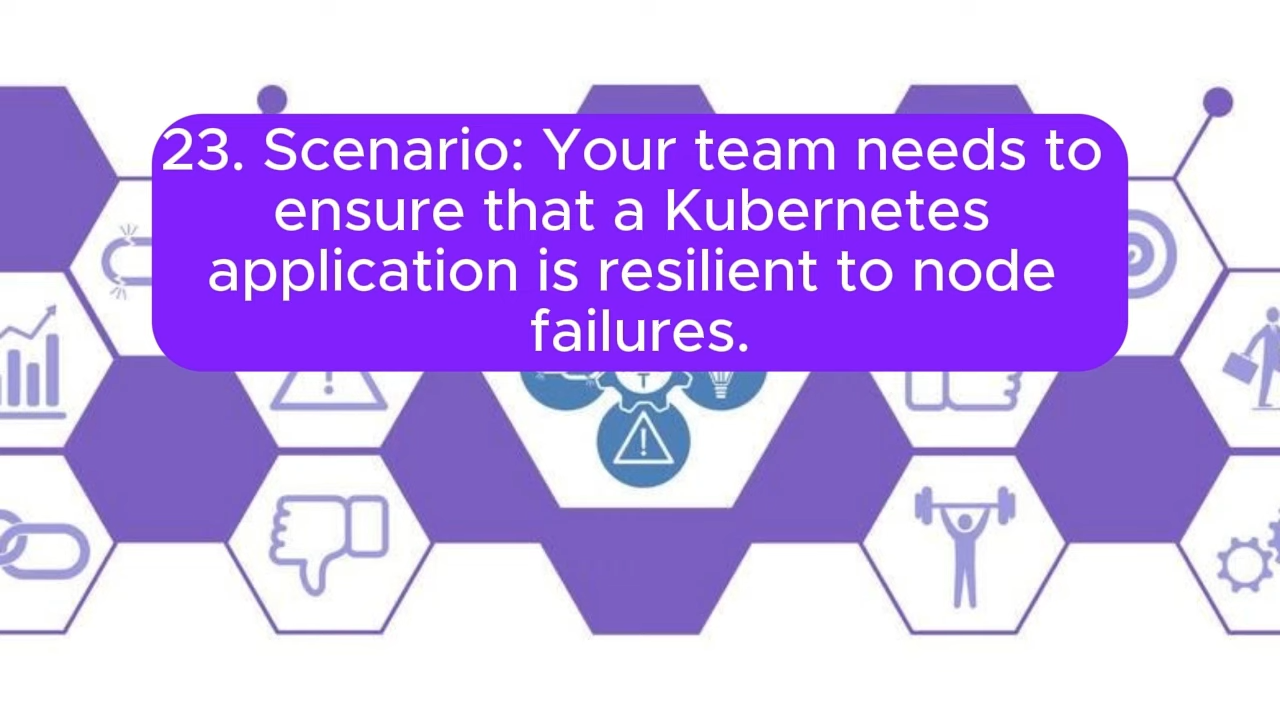 23. Scenario: Your team needs to
ensure that a Kubernetes
application is resilient to node
failures.
T